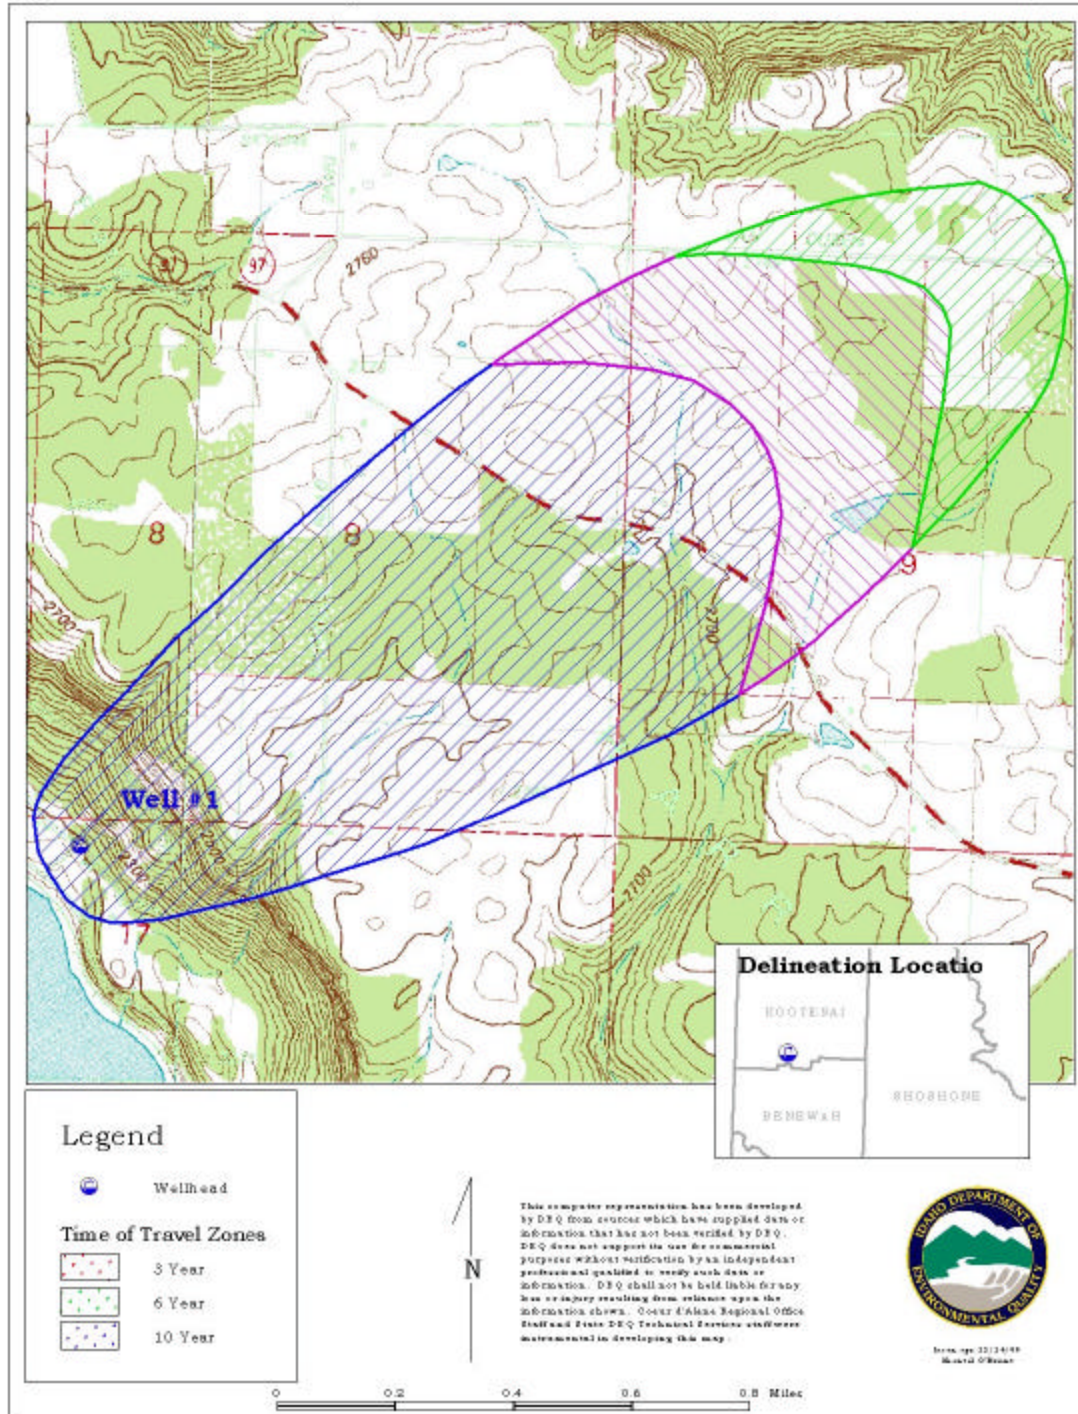 97
2760
8
8
9
2700
2700
Well #1
2500
2700
17
Delineation Locatio
KOOTENAI
SHOSHONE
BENEWAH
Legend
Wellhead
Time of Travel Zones
3 Year
6 Year
10 Year
N
This computer representation has been developed
by DEQ from sources which have supplied data or
information that has not been verified by DEQ.
DEQ does not support its use for commercial
purposes without verification by an independent
professional qualified to verify such data or
information. DEQ shall not be held liable for any
loss or injury resulting from reliance upon the
information shown. Coeur d'Alene Regional Office
Staff and State DEQ Technical Services staff were
instrumental in developing this map.
IDAHO DEPARTMENT OF
ENVIRONMENTAL QUALITY
0 0.2 0.4 0.6 0.8 Miles